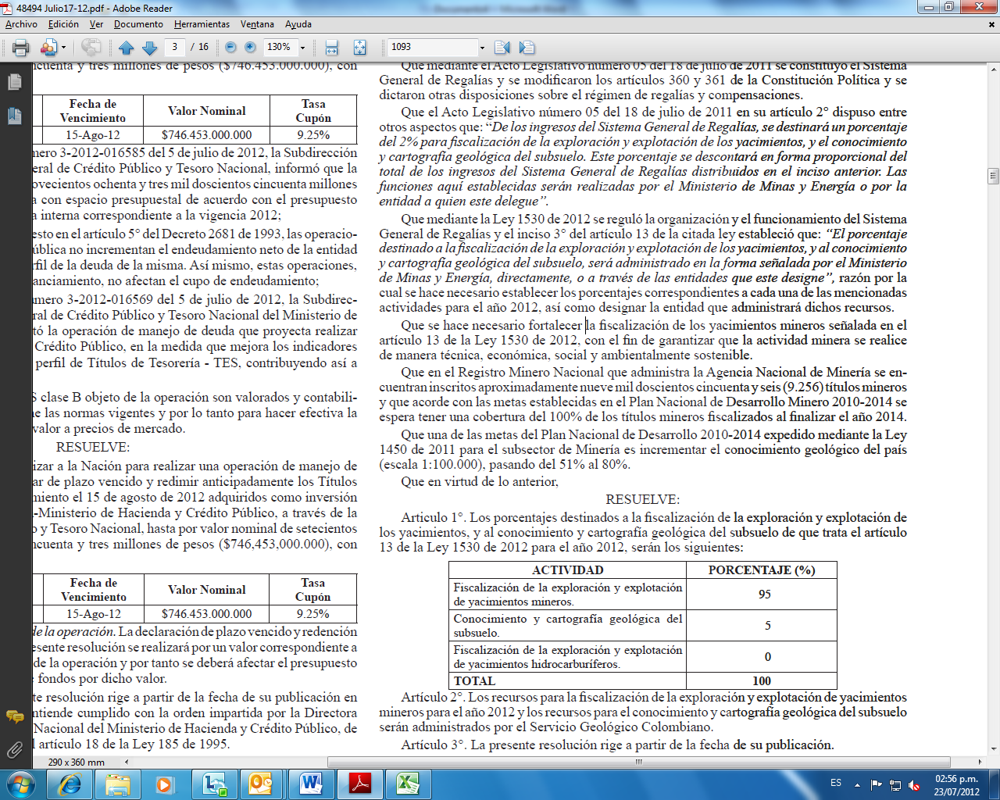 48494 Julio17-12.pdf - Adobe Reader
Archivo Edición Ver Documento Herramientas Ventana Ayuda
3 / 16 130% 1093
ncuenta y tres millones de pesos ($746.453.000.000), con
Fecha de Vencimiento Valor Nominal Tasa Cupón
15-Ago-12 $746.453.000.000 9.25%
mero 3-2012-016585 del 5 de julio de 2012, la Subdirección
eral de Crédito Público y Tesoro Nacional, informó que la
ovecientos ochenta y tres mil doscientos cincuenta millones
a con espacio presupuestal de acuerdo con el presupuesto
a interna correspondiente a la vigencia 2012;
esto en el artículo 5° del Decreto 2681 de 1993, las operacio-
ública no incrementan el endeudamiento neto de la entidad
rfil de la deuda de la misma. Así mismo, estas operaciones,
anciamiento, no afectan el cupo de endeudamiento;
úmero 3-2012-016569 del 5 de julio de 2012, la Subdirec-
ral de Crédito Público y Tesoro Nacional del Ministerio de
tó la operación de manejo de deuda que proyecta realizar
Crédito Público, en la medida que mejora los indicadores
perfil de Títulos de Tesorería - TES, contribuyendo así a
S clase B objeto de la operación son valorados y contabili-
ne las normas vigentes y por lo tanto para hacer efectiva la
valor a precios de mercado.
RESUELVE:
izar a la Nación para realizar una operación de manejo de
ar de plazo vencido y redimir anticipadamente los Títulos
miento el 15 de agosto de 2012 adquiridos como inversión
-Ministerio de Hacienda y Crédito Público, a través de la
o y Tesoro Nacional, hasta por valor nominal de setecientos
ncuenta y tres millones de pesos ($746,453,000.000), con
Fecha de Vencimiento Valor Nominal Tasa Cupón
15-Ago-12 $746.453.000.000 9.25%
de la operación. La declaración de plazo vencido y redención
esente resolución se realizará por un valor correspondiente a
de la operación y por tanto se deberá afectar el presupuesto
e fondos por dicho valor.
te resolución rige a partir de la fecha de su publicación en
ntiende cumplido con la orden impartida por la Directora
Nacional del Ministerio de Hacienda y Crédito Público, de
l artículo 18 de la Ley 185 de 1995.
Que mediante el Acto Legislativo número 05 del 18 de julio de 2011 se constituyó el Sistema
General de Regalías y se modificaron los artículos 360 y 361 de la Constitución Política y se
dictaron otras disposiciones sobre el régimen de regalías y compensaciones.
Que el Acto Legislativo número 05 del 18 de julio de 2011 en su artículo 2° dispuso entre
otros aspectos que: “De los ingresos del Sistema General de Regalías, se destinará un porcentaje
del 2% para fiscalización de la exploración y explotación de los yacimientos, y el conocimiento
y cartografía geológica del subsuelo. Este porcentaje se descontará en forma proporcional del
total de los ingresos del Sistema General de Regalías distribuidos en el inciso anterior. Las
funciones aquí establecidas serán realizadas por el Ministerio de Minas y Energía o por la
entidad a quien este delegue”.
Que mediante la Ley 1530 de 2012 se reguló la organización y el funcionamiento del Sistema
General de Regalías y el inciso 3° del artículo 13 de la citada ley estableció que: “El porcentaje
destinado a la fiscalización de la exploración y explotación de los yacimientos, y al conocimiento
y cartografía geológica del subsuelo, será administrado en la forma señalada por el Ministerio
de Minas y Energía, directamente, o a través de las entidades que este designe”, razón por la
cual se hace necesario establecer los porcentajes correspondientes a cada una de las mencionadas
actividades para el año 2012, así como designar la entidad que administrará dichos recursos.
Que se hace necesario fortalecer la fiscalización de los yacimientos mineros señalada en el
artículo 13 de la Ley 1530 de 2012, con el fin de garantizar que la actividad minera se realice
de manera técnica, económica, social y ambientalmente sostenible.
Que en el Registro Minero Nacional que administra la Agencia Nacional de Minería se en-
cuentran inscritos aproximadamente nueve mil doscientos cincuenta y seis (9.256) títulos mineros
y que acorde con las metas establecidas en el Plan Nacional de Desarrollo Minero 2010-2014 se
espera tener una cobertura del 100% de los títulos mineros fiscalizados al finalizar el año 2014.
Que una de las metas del Plan Nacional de Desarrollo 2010-2014 expedido mediante la Ley
1450 de 2011 para el subsector de Minería es incrementar el conocimiento geológico del país
(escala 1:100.000), pasando del 51% al 80%.
Que en virtud de lo anterior,
RESUELVE:
Articulo 1°. Los porcentajes destinados a la fiscalización de la exploración y explotación de
los yacimientos, y al conocimiento y cartografía geológica del subsuelo de que trata el artículo
13 de la Ley 1530 de 2012 para el año 2012, serán los siguientes:
ACTIVIDAD PORCENTAJE (%)
Fiscalización de la exploración y explotación
de yacimientos mineros. 95
Conocimiento y cartografía geológica del
subsuelo. 5
Fiscalización de la exploración y explotación
de yacimientos hidrocarburíferos. 0
TOTAL 100
Artículo 2°. Los recursos para la fiscalización de la exploración y explotación de yacimientos
mineros para el año 2012 y los recursos para el conocimiento y cartografía geológica del subsuelo
serán administrados por el Servicio Geológico Colombiano.
Artículo 3°. La presente resolución rige a partir de la fecha de su publicación.
290 x 360 mm
ES 02:56 p.m.
23/07/2012